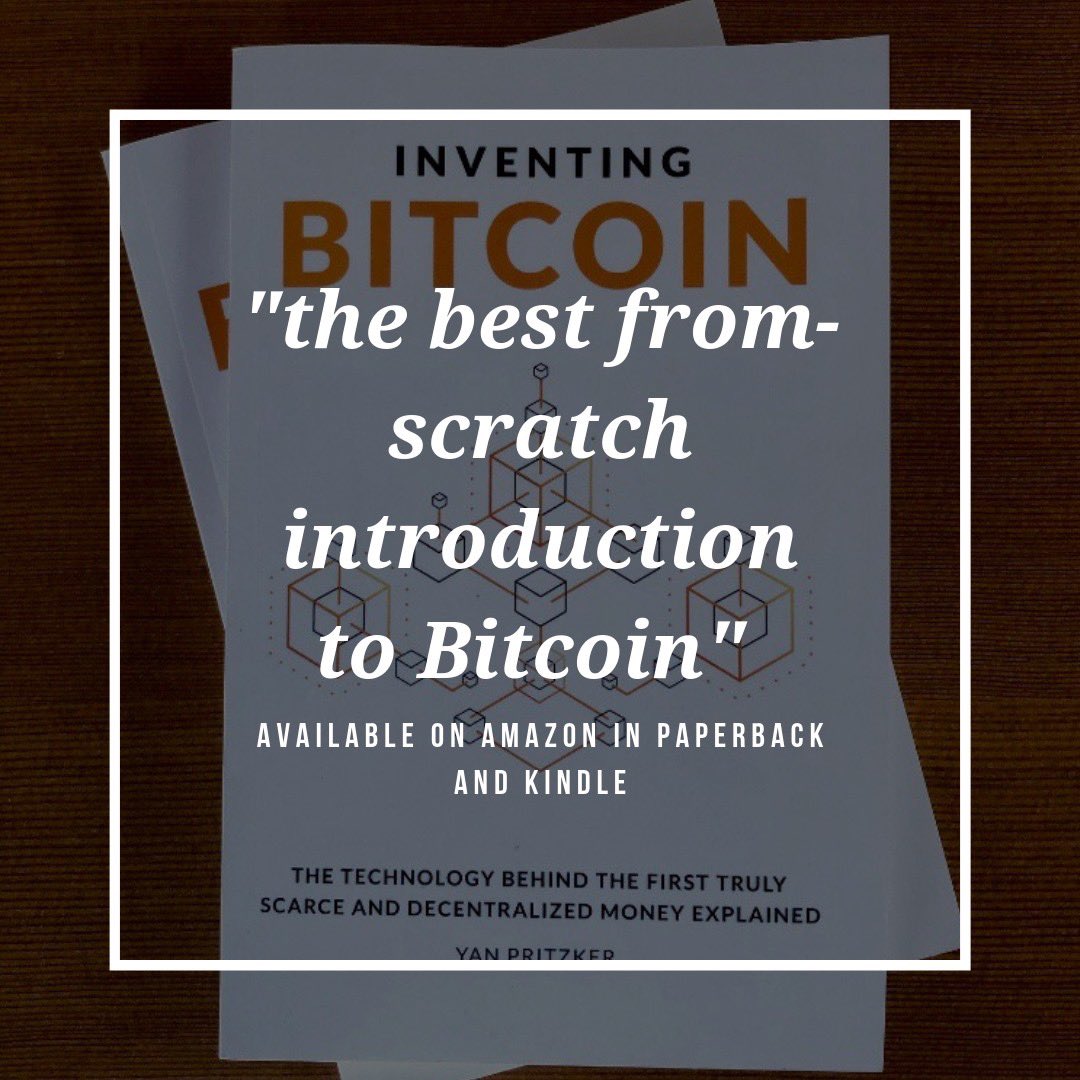 INVENTING
BITCOIN
"the best from-
scratch
introduction
to Bitcoin"
AVAILABLE ON AMAZON IN PAPERBACK
AND KINDLE
THE TECHNOLOGY BEHIND THE FIRST TRULY
SCARCE AND DECENTRALIZED MONEY EXPLAINED
YAN PRITZKER